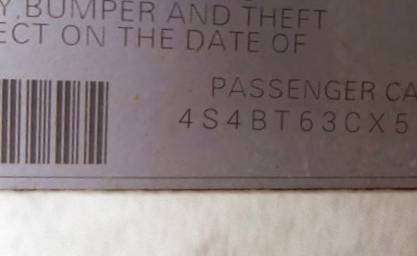 Y, BUMPER AND THEFT
ECT ON THE DATE OF
PASSENGER CA
4S4BT63CX5